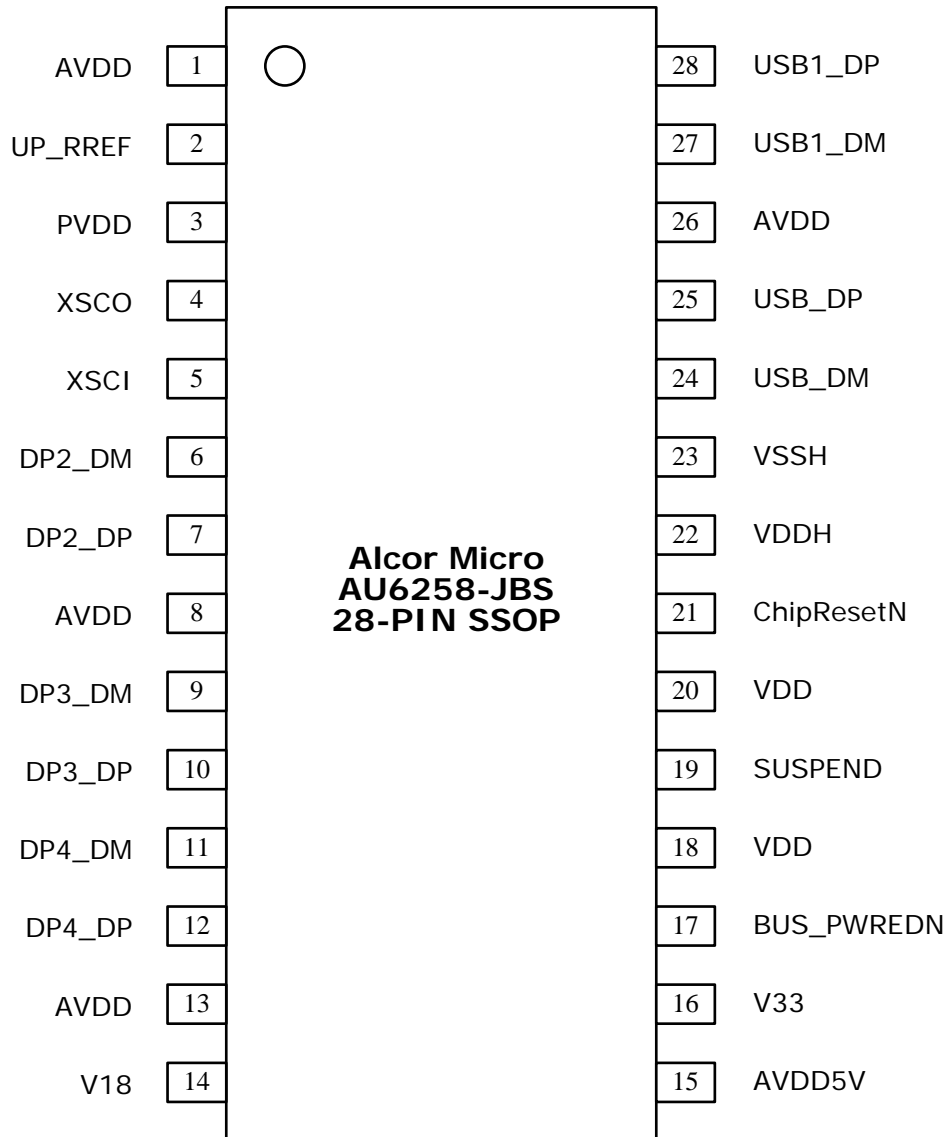 AVDD 1 28 USB1_DP
UP_RREF 2 27 USB1_DM
PVDD 3 26 AVDD
XSCO 4 25 USB_DP
XSCI 5 24 USB_DM
DP2_DM 6 23 VSSH
DP2_DP 7 22 VDDH
Alcor Micro
AU6258-JBS
28-PIN SSOP
AVDD 8 21 ChipResetN
DP3_DM 9 20 VDD
DP3_DP 10 19 SUSPEND
DP4_DM 11 18 VDD
DP4_DP 12 17 BUS_PWREDN
AVDD 13 16 V33
V18 14 15 AVDD5V